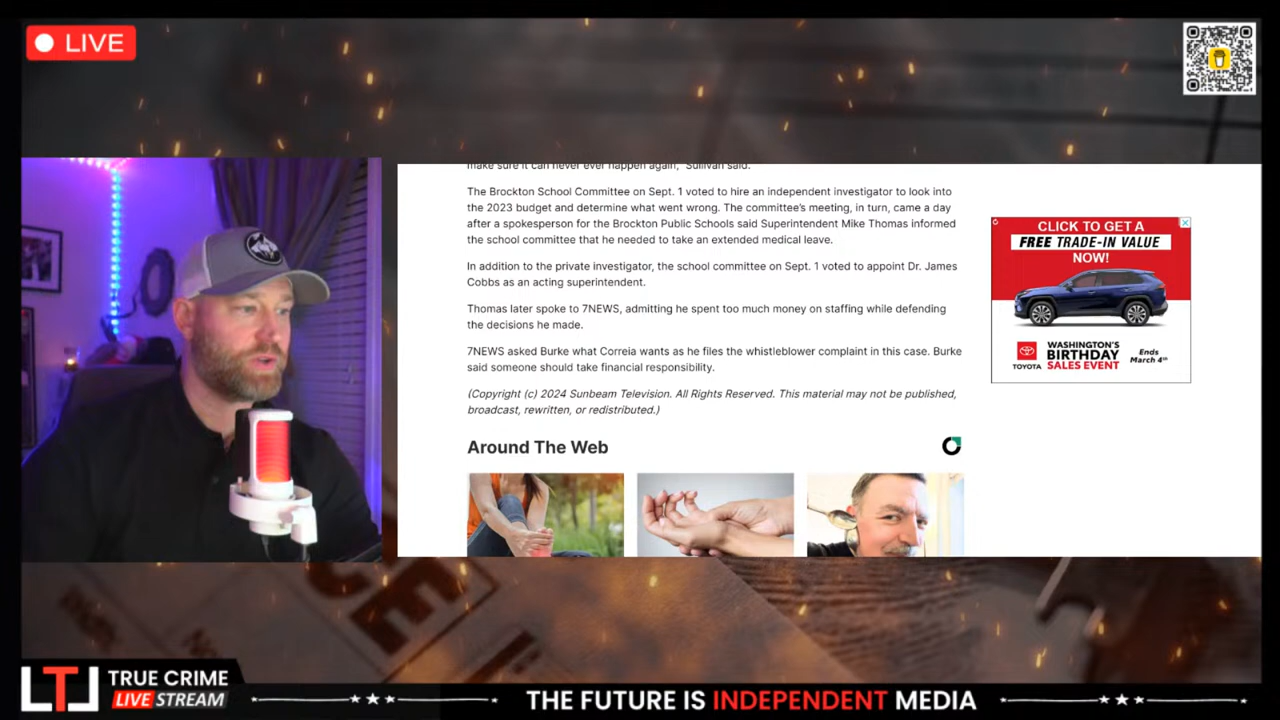 LIVE
make sure it can never ever happen again," Sullivan said.
The Brockton School Committee on Sept. 1 voted to hire an independent investigator to look into
the 2023 budget and determine what went wrong. The committee's meeting, in turn, came a day
after a spokesperson for the Brockton Public Schools said Superintendent Mike Thomas informed
the school committee that he needed to take an extended medical leave.
In addition to the private investigator, the school committee on Sept. 1 voted to appoint Dr. James
Cobbs as an acting superintendent.
Thomas later spoke to 7NEWS, admitting he spent too much money on staffing while defending
the decisions he made.
7NEWS asked Burke what Correia wants as he files the whistleblower complaint in this case. Burke
said someone should take financial responsibility.
(Copyright (c) 2024 Sunbeam Television. All Rights Reserved. This material may not be published,
broadcast, rewritten, or redistributed.)
Around The Web
CLICK TO GET A
FREE TRADE-IN VALUE
NOW!
TOYOTA
WASHINGTON'S
BIRTHDAY
SALES EVENT
Ends
March 4th
LTL
TRUE CRIME
LIVE STREAM
THE FUTURE IS INDEPENDENT MEDIA